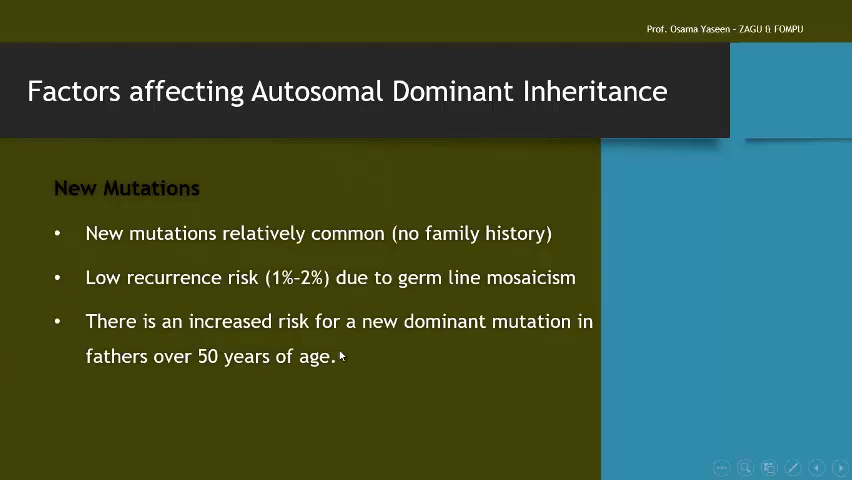 Prof. Osama Yaseen – ZAGU & FOMPU
Factors affecting Autosomal Dominant Inheritance
New Mutations
• New mutations relatively common (no family history)
• Low recurrence risk (1%–2%) due to germ line mosaicism
• There is an increased risk for a new dominant mutation in
fathers over 50 years of age.